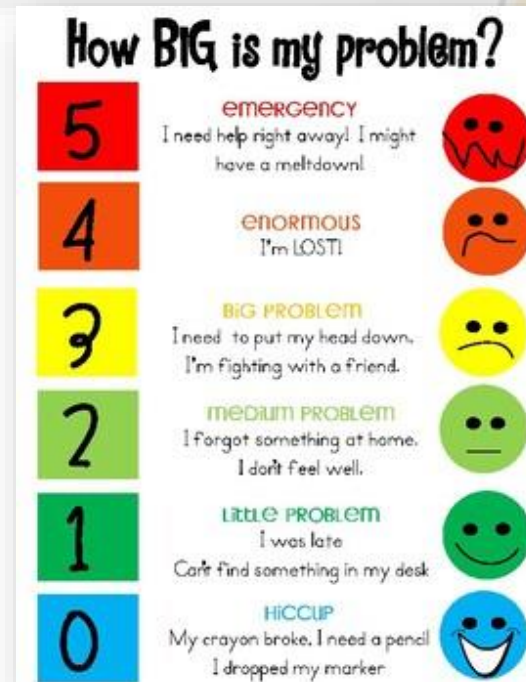 How BIG is my problem?
5
EMERGENCY
I need help right away! I might
have a meltdown!
4
ENORMOUS
I'm LOST!
3
BIG PROBLEM
I need to put my head down.
I'm fighting with a friend.
2
MEDIUM PROBLEM
I forgot something at home.
I don't feel well.
1
LITTLE PROBLEM
I was late
Can't find something in my desk
0
HICCUP
My crayon broke. I need a pencil
I dropped my marker